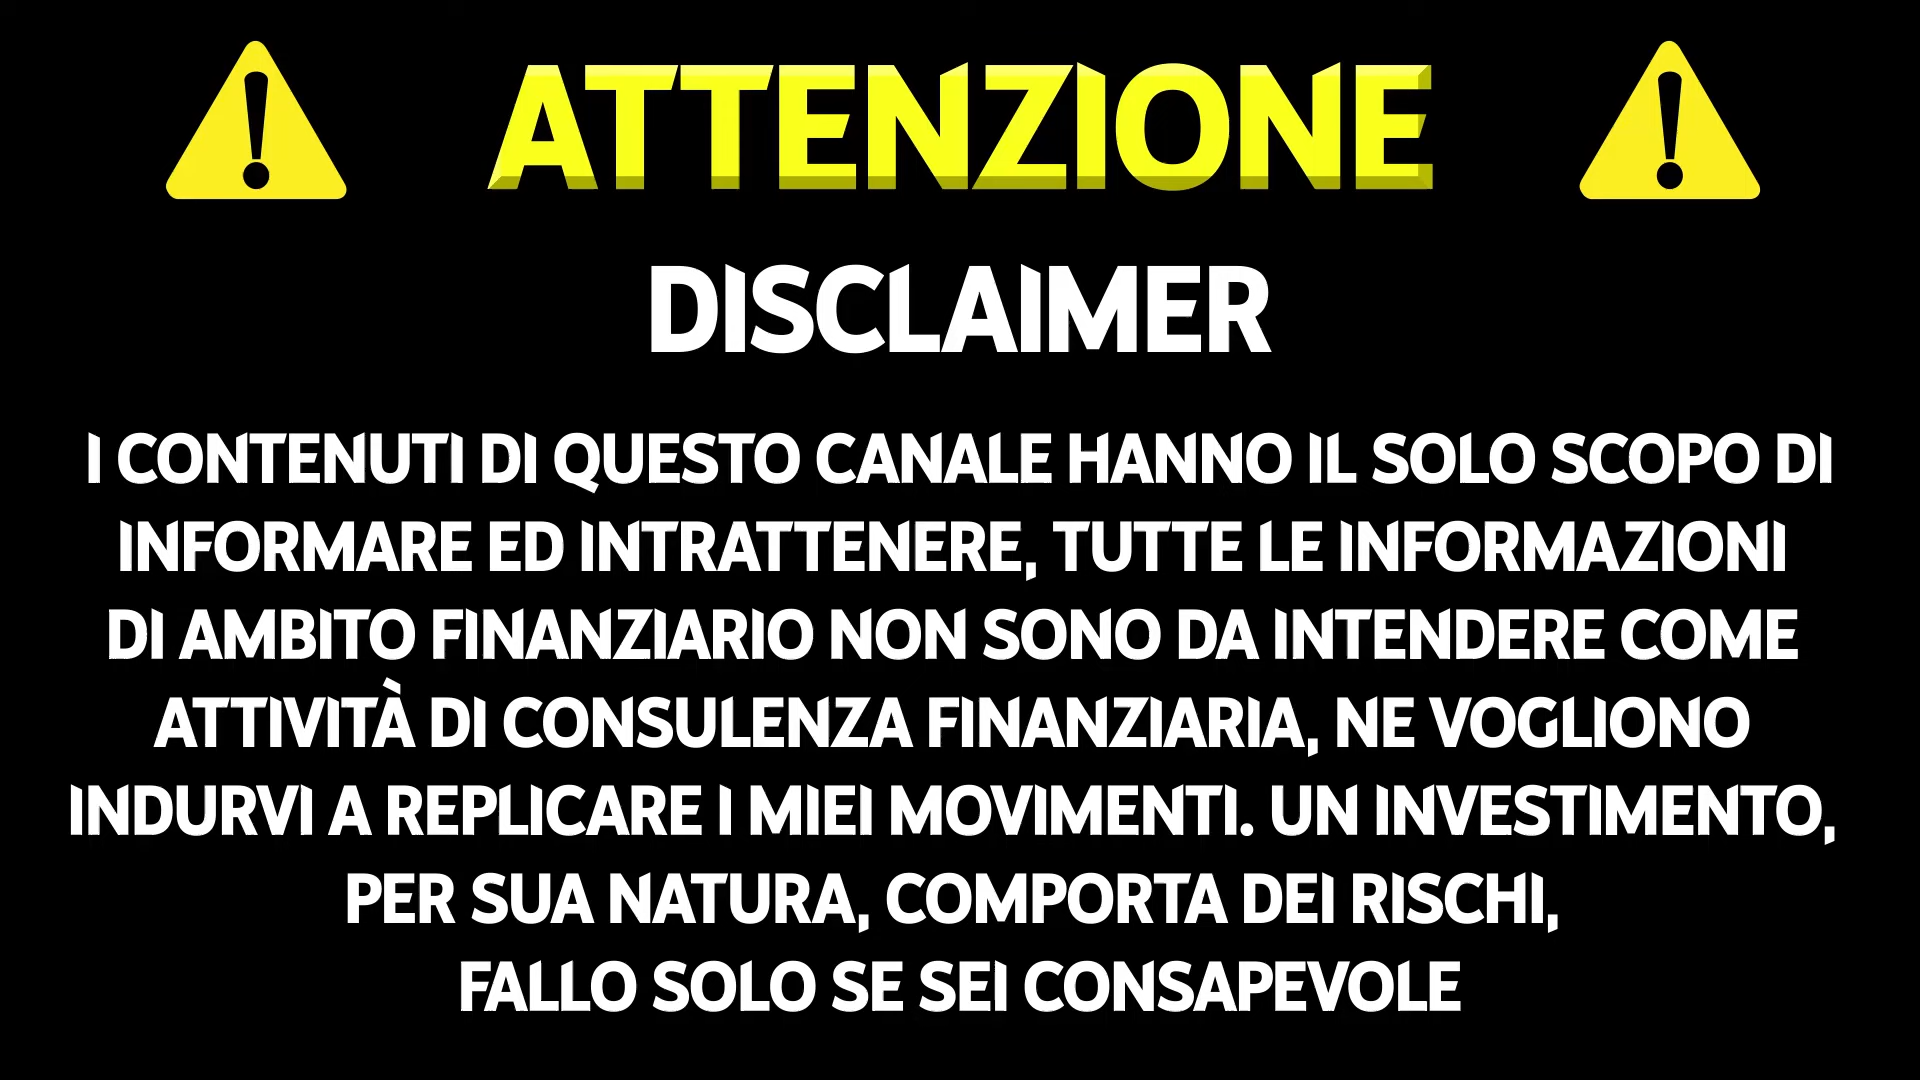 ATTENZIONE
DISCLAIMER
I CONTENUTI DI QUESTO CANALE HANNO IL SOLO SCOPO DI
INFORMARE ED INTRATTENERE, TUTTE LE INFORMAZIONI
DI AMBITO FINANZIARIO NON SONO DA INTENDERE COME
ATTIVITÀ DI CONSULENZA FINANZIARIA, NE VOGLIONO
INDURVI A REPLICARE I MIEI MOVIMENTI. UN INVESTIMENTO,
PER SUA NATURA, COMPORTA DEI RISCHI,
FALLO SOLO SE SEI CONSAPEVOLE